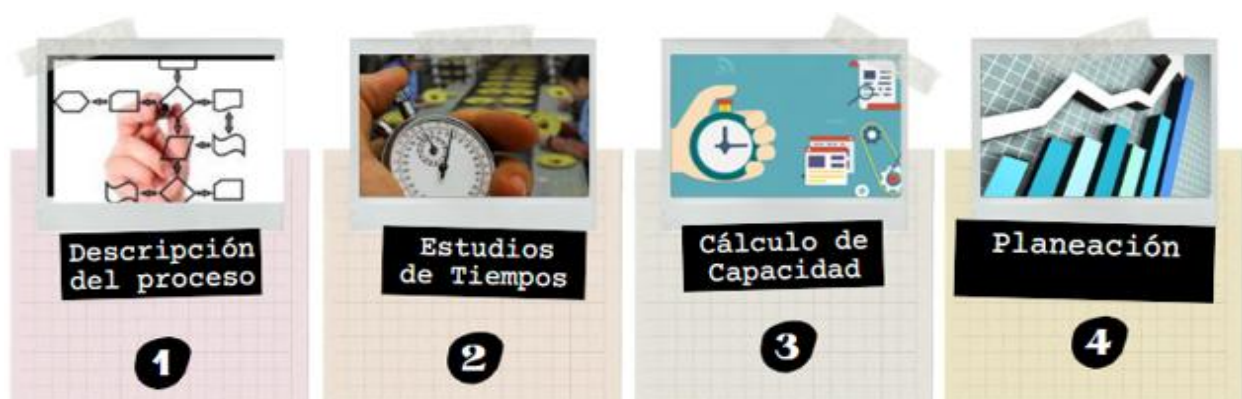 Descripción
del proceso
Estudios
de Tiempos
Cálculo de
Capacidad
Planeación
1
2
3
4